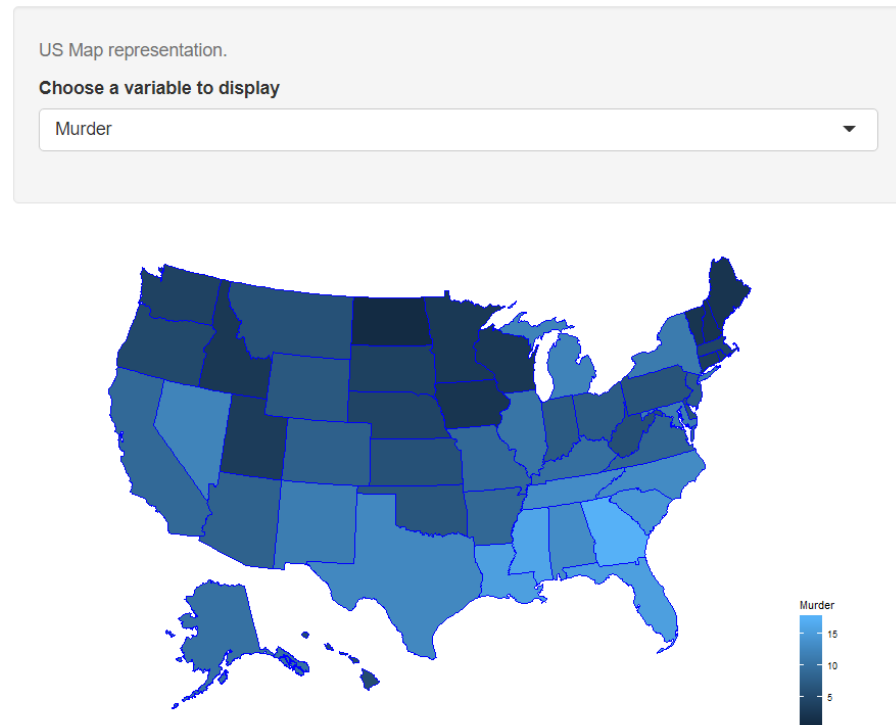 US Map representation.
Choose a variable to display
Murder
Murder
15
10
5